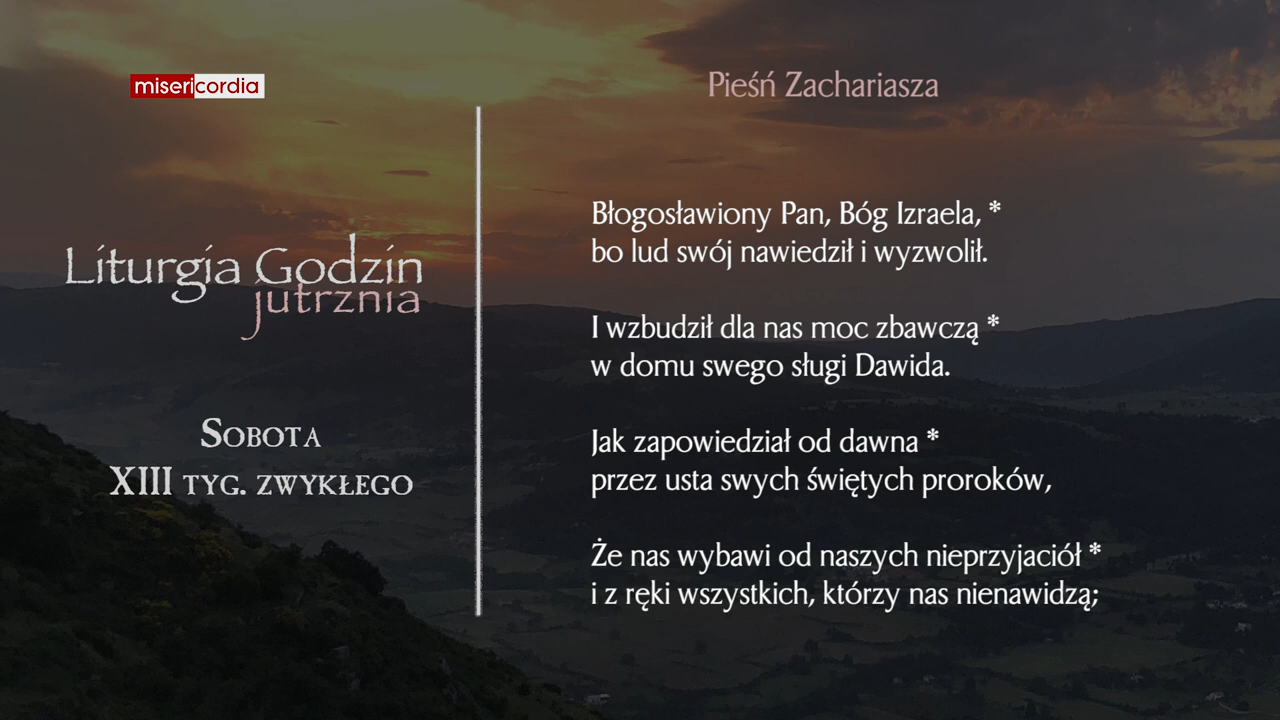 misericordia
Liturgia Godzin
jutrznia
Sobota
XIII tyg. zwykłego
Pieśń Zachariasza
Błogosławiony Pan, Bóg Izraela, *
bo lud swój nawiedził i wyzwolił.
I wzbudził dla nas moc zbawczą *
w domu swego sługi Dawida.
Jak zapowiedział od dawna *
przez usta swych świętych proroków,
Że nas wybawi od naszych nieprzyjaciół *
i z ręki wszystkich, którzy nas nienawidzą;